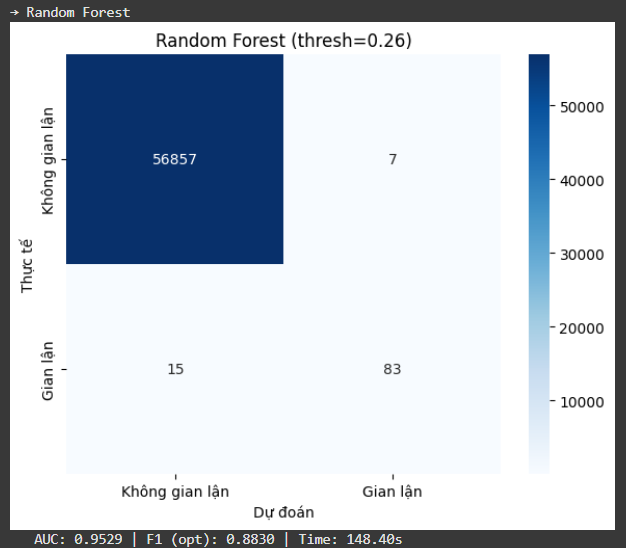 → Random Forest
Random Forest (thresh=0.26)
Không gian lận
56857
7
50000
40000
30000
20000
10000
Thực tế
Gian lận
15
83
Không gian lận
Gian lận
Dự đoán
AUC: 0.9529 | F1 (opt): 0.8830 | Time: 148.40s